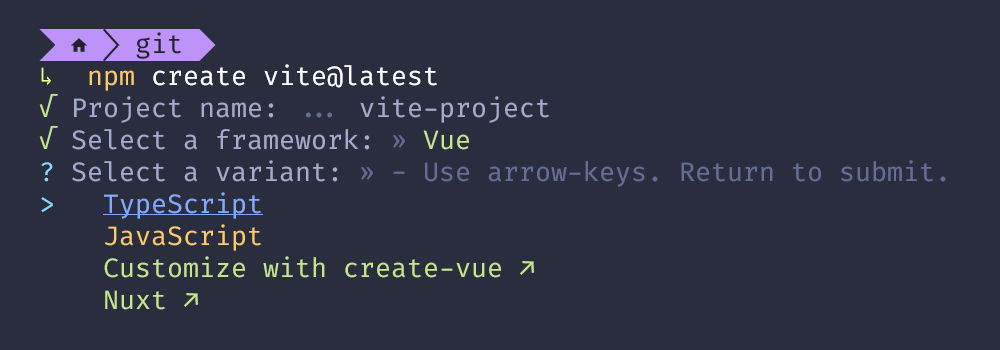 git
↳ npm create vite@latest
√ Project name: ... vite-project
√ Select a framework: » Vue
? Select a variant: » - Use arrow-keys. Return to submit.
> TypeScript
JavaScript
Customize with create-vue ↗
Nuxt ↗